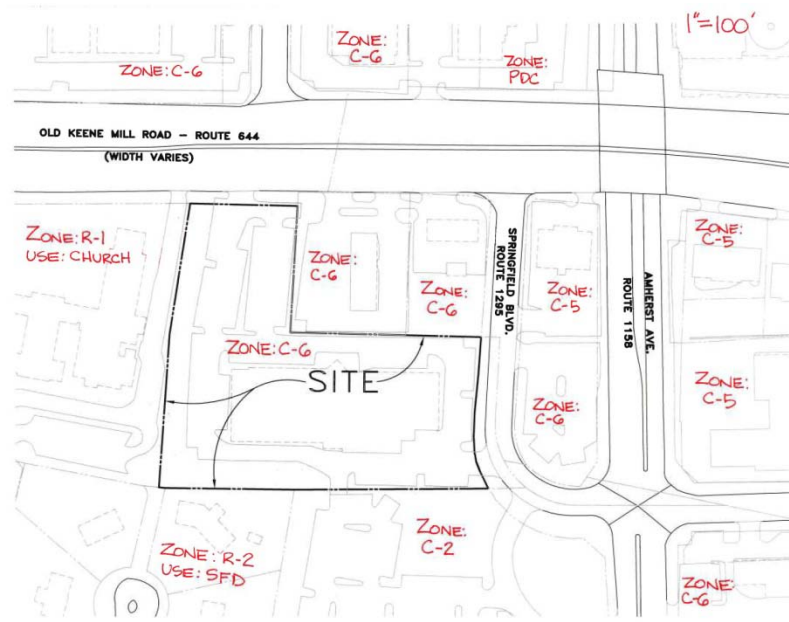 1"=100'
ZONE: C-6
ZONE:
C-6
ZONE:
PDC
OLD KEENE MILL ROAD – ROUTE 644
(WIDTH VARIES)
ZONE: R-1
USE: CHURCH
ZONE:
C-6
ZONE:
C-6
SPRINGFIELD BLVD.
ROUTE 1295
ZONE:
C-5
AMHERST AVE.
ROUTE 1158
ZONE:
C-5
ZONE: C-6
SITE
ZONE:
C-6
ZONE:
C-5
ZONE: R-2
USE: SFD
ZONE:
C-2
ZONE:
C-6